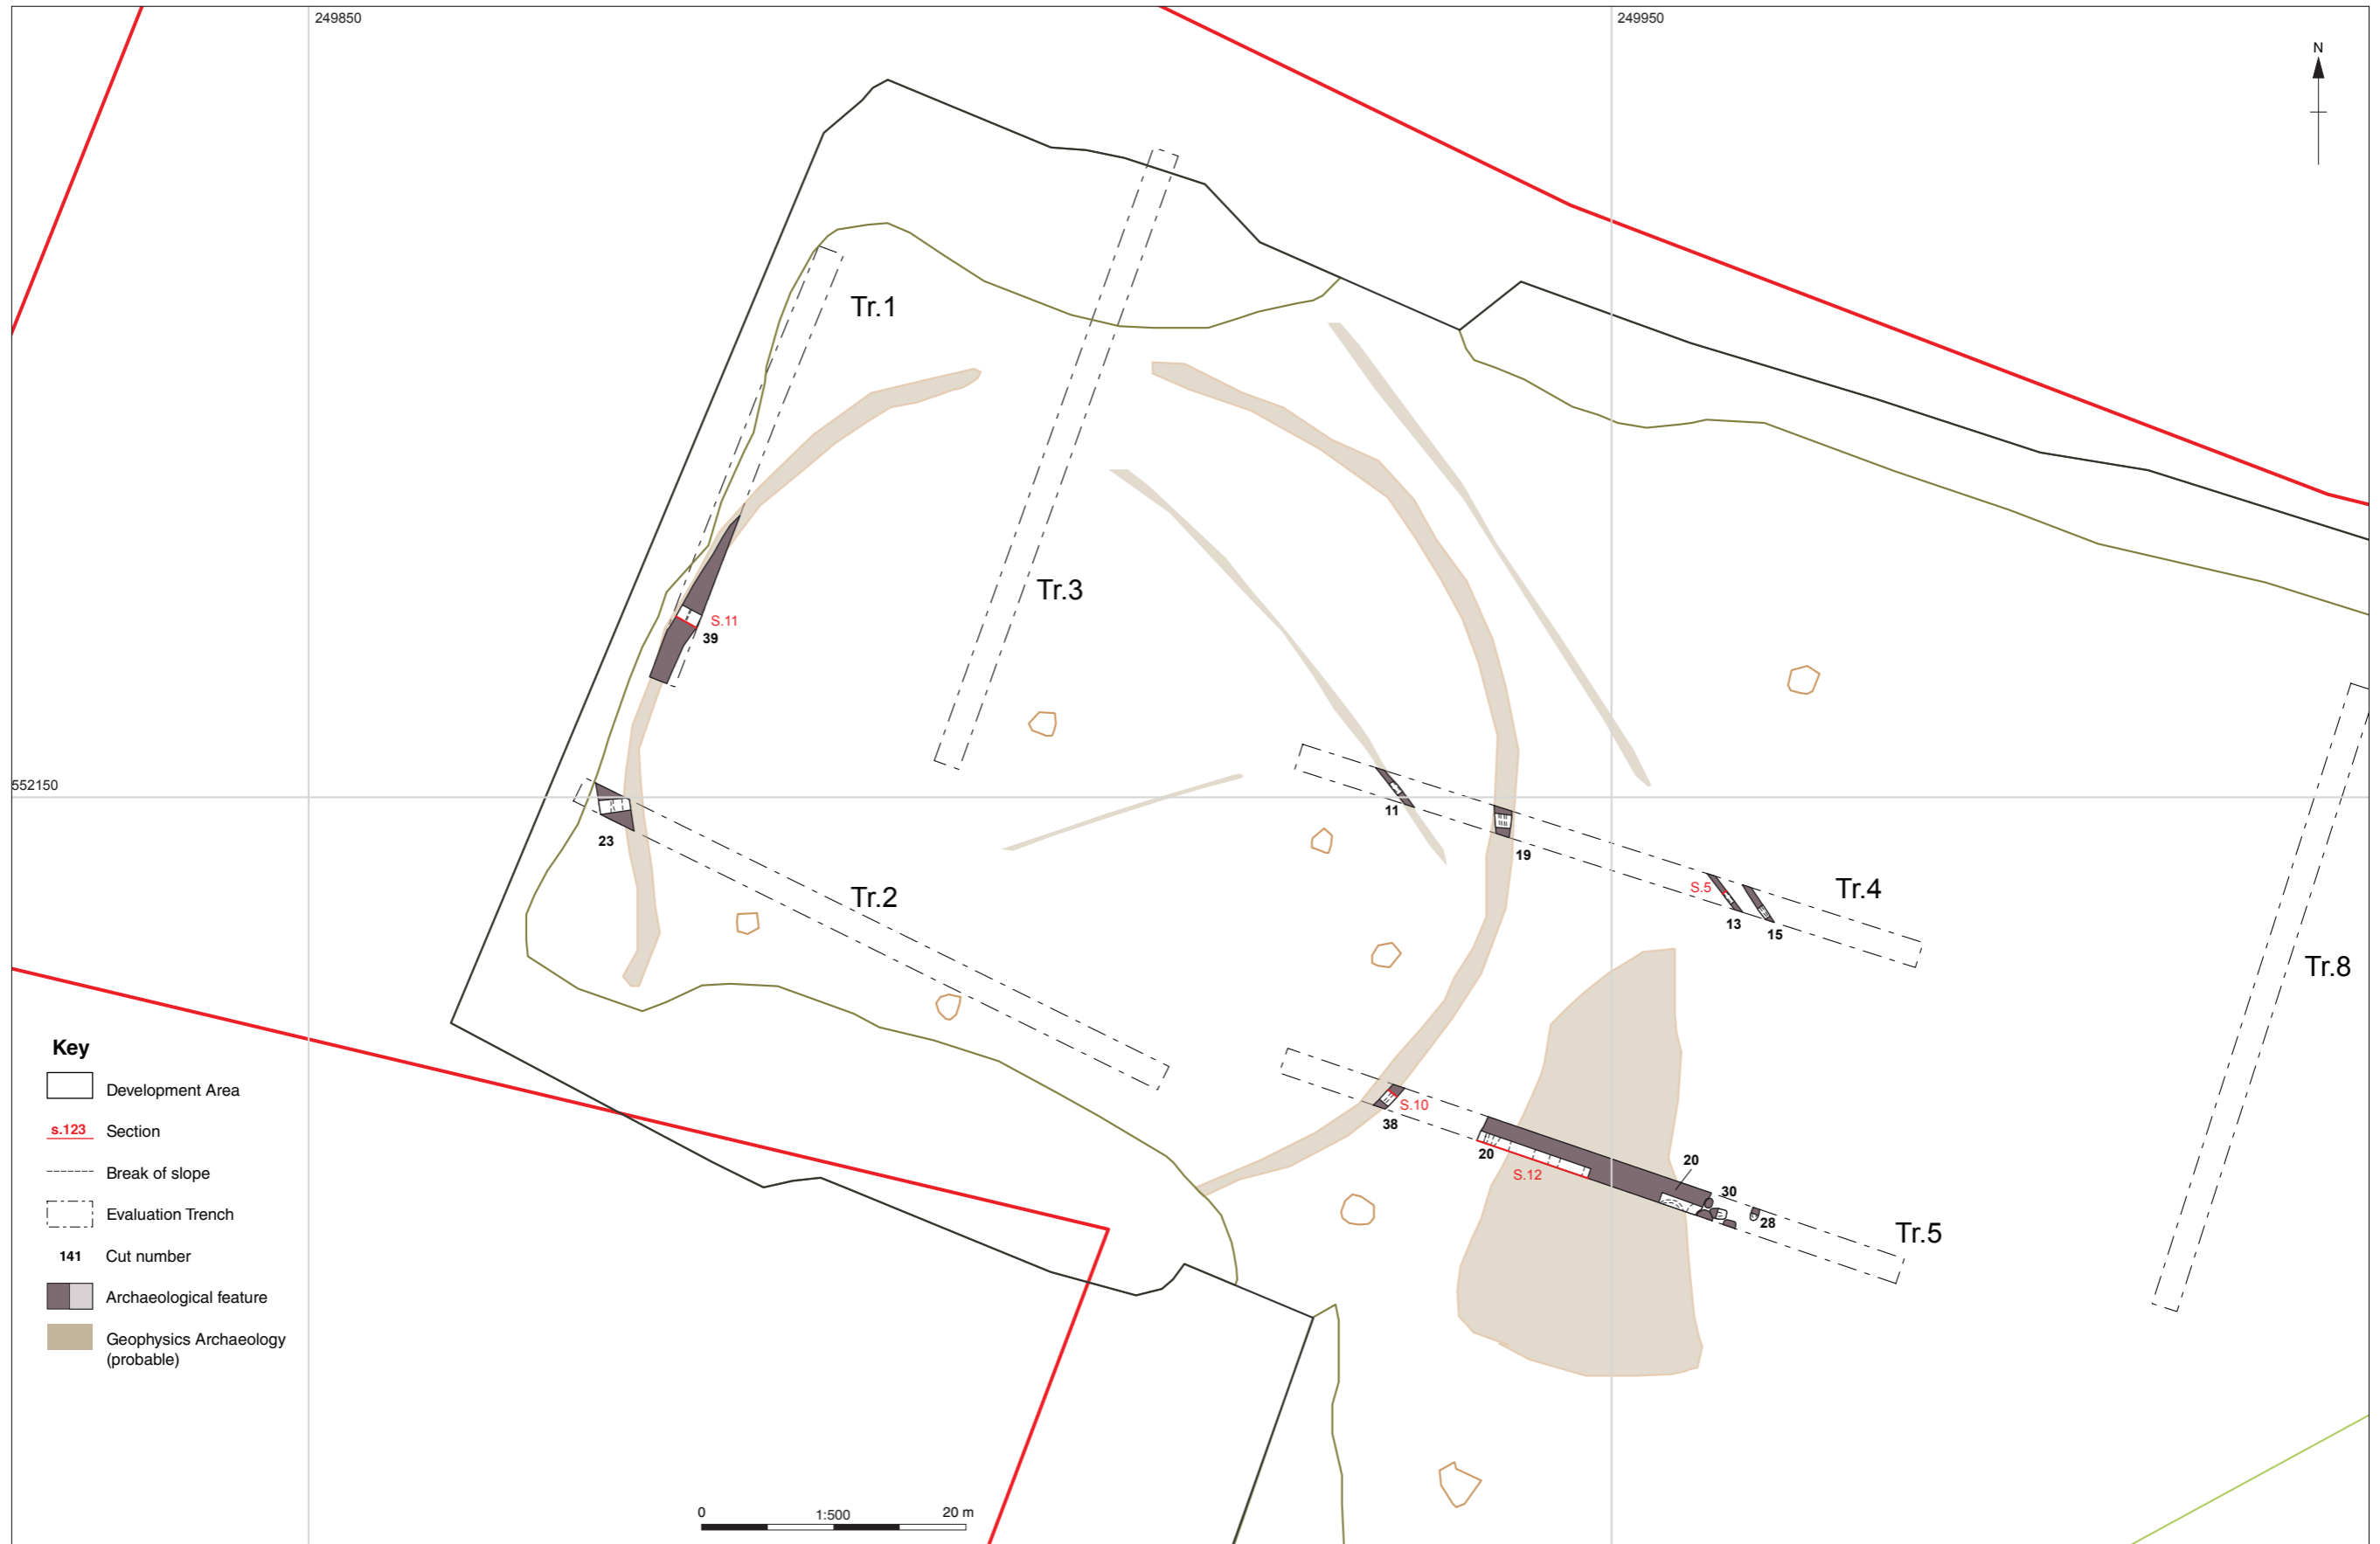 249850
249950
N
Tr.1
Tr.3
S.11
39
552150
11
23
19
Tr.2
S.5
Tr.4
13
15
Tr.8
Key
Development Area
S.10
38
s.123
Section
20
20
Break of slope
S.12
30
28
Evaluation Trench
Tr.5
141
Cut number
Archaeological feature
Geophysics Archaeology
(probable)
0
1:500
20 m